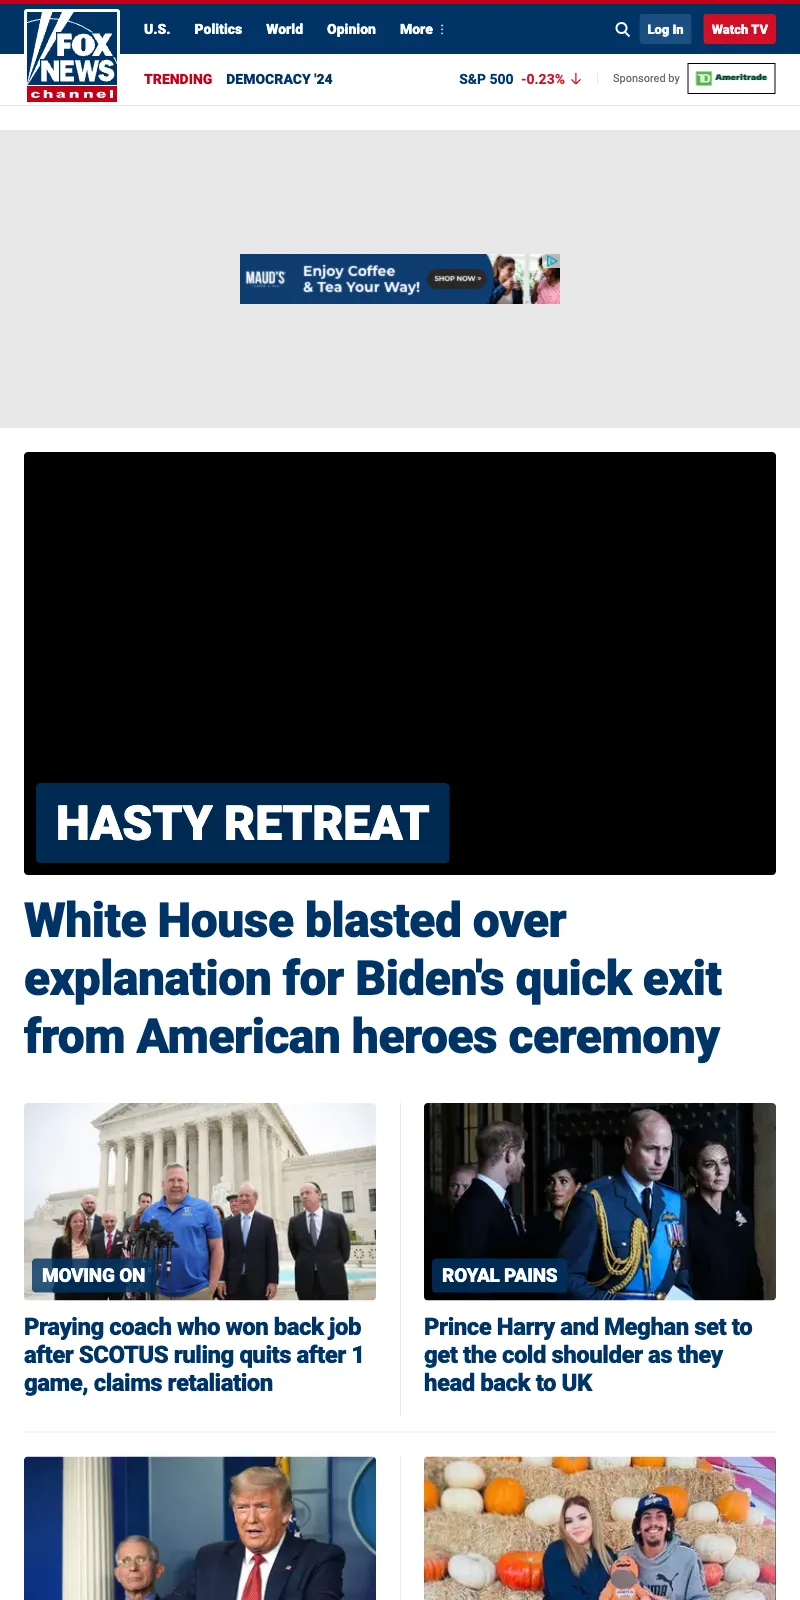 U.S. Politics World Opinion More
Log In Watch TV
FOX
NEWS
channel
TRENDING DEMOCRACY '24
S&P 500 -0.23% ↓ Sponsored by TD Ameritrade
MAUD'S
Enjoy Coffee
& Tea Your Way!
SHOP NOW >
HASTY RETREAT
White House blasted over
explanation for Biden's quick exit
from American heroes ceremony
MOVING ON
Praying coach who won back job
after SCOTUS ruling quits after 1
game, claims retaliation
ROYAL PAINS
Prince Harry and Meghan set to
get the cold shoulder as they
head back to UK